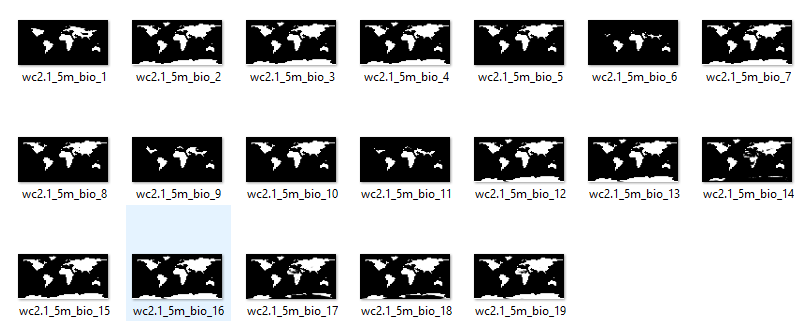 wc2.1_5m_bio_1
wc2.1_5m_bio_2
wc2.1_5m_bio_3
wc2.1_5m_bio_4
wc2.1_5m_bio_5
wc2.1_5m_bio_6
wc2.1_5m_bio_7
wc2.1_5m_bio_8
wc2.1_5m_bio_9
wc2.1_5m_bio_10
wc2.1_5m_bio_11
wc2.1_5m_bio_12
wc2.1_5m_bio_13
wc2.1_5m_bio_14
wc2.1_5m_bio_15
wc2.1_5m_bio_16
wc2.1_5m_bio_17
wc2.1_5m_bio_18
wc2.1_5m_bio_19